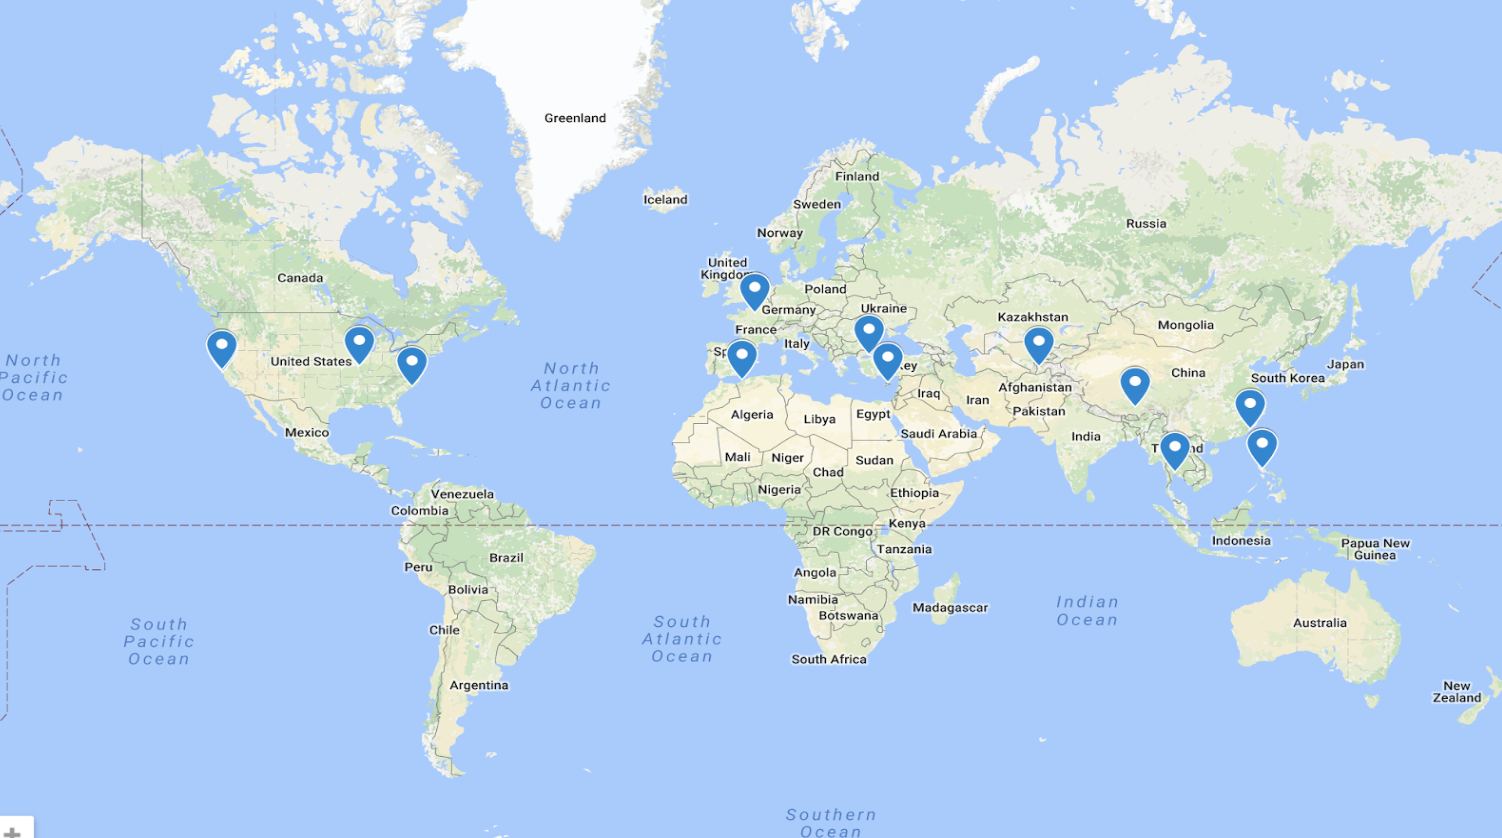 Greenland
Iceland
Finland
Sweden
Norway
Russia
United
Kingdom
Poland
Germany
Ukraine
France
Italy
Kazakhstan
Mongolia
Canada
United States
North
Pacific
Ocean
North
Atlantic
Ocean
China
Japan
South Korea
Afghanistan
Iraq
Iran
Pakistan
Algeria
Libya
Egypt
Saudi Arabia
India
Mexico
Mali
Niger
Chad
Sudan
Nigeria
Ethiopia
Venezuela
Colombia
DR Congo
Kenya
Tanzania
Indonesia
Papua New
Guinea
Brazil
Peru
Bolivia
Angola
Namibia
Botswana
Madagascar
Indian
Ocean
Australia
South
Pacific
Ocean
South
Atlantic
Ocean
Chile
South Africa
Argentina
New
Zealand
Southern
Ocean